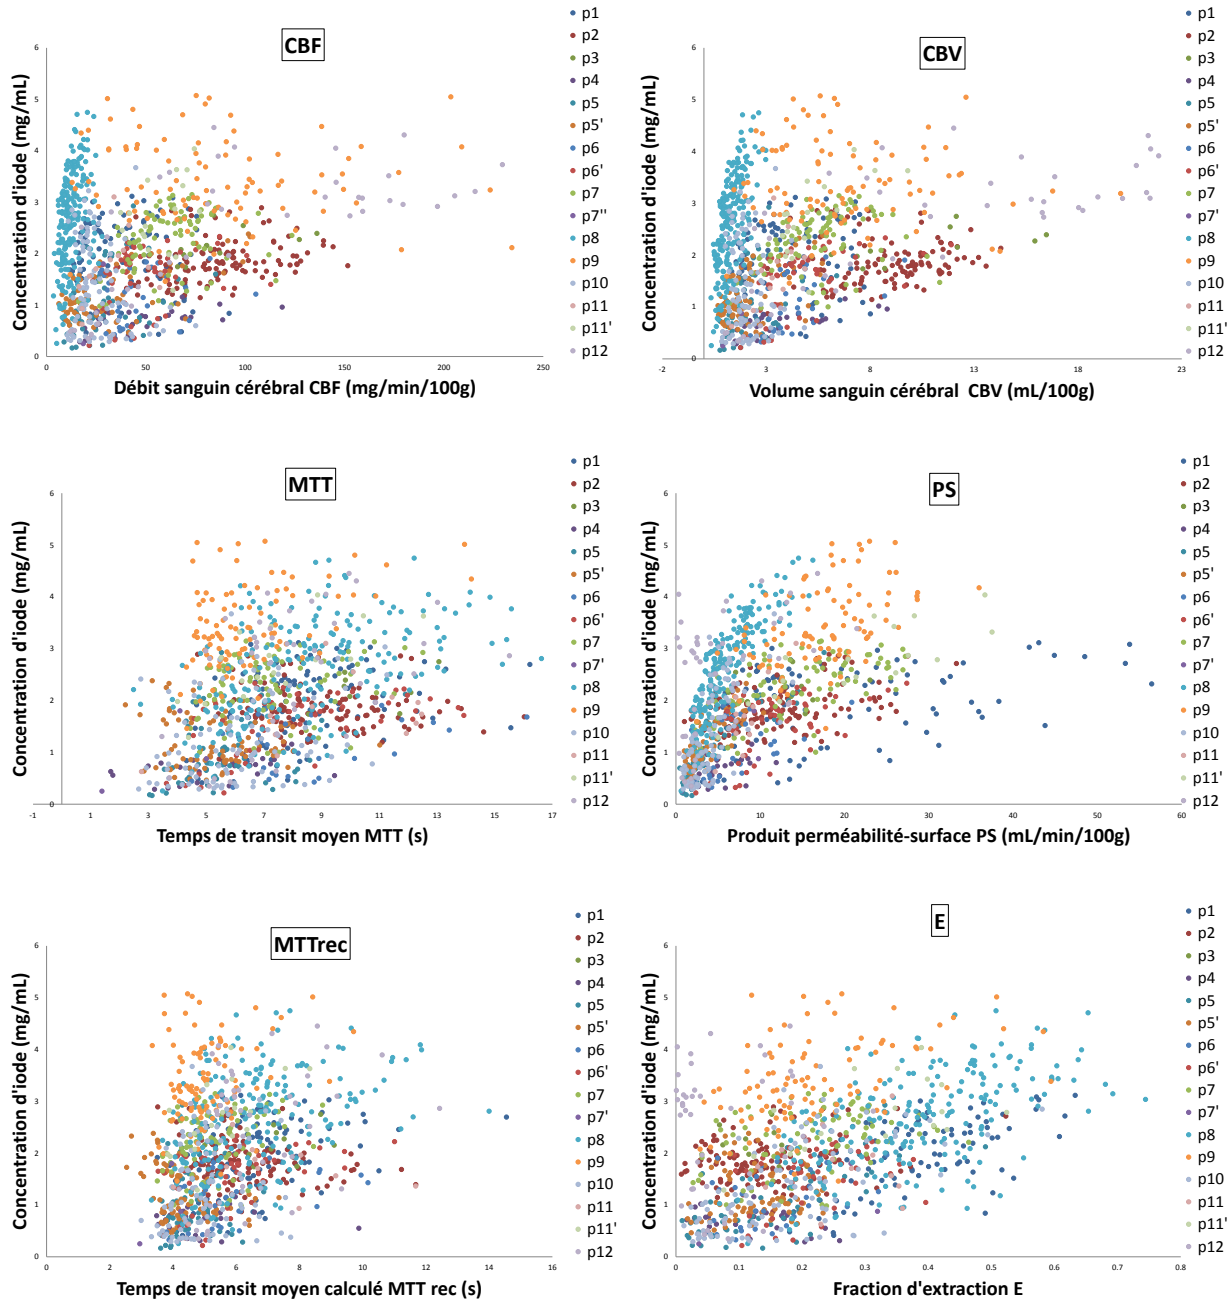 CBF
Concentration d'iode (mg/mL)
6
5
4
3
2
1
0
0
50
100
150
200
250
Débit sanguin cérébral CBF (mg/min/100g)
p1
p2
p3
p4
p5
p5'
p6
p6'
p7
p7''
p8
p9
p10
p11
p11'
p12
CBV
Concentration d'iode (mg/mL)
6
5
4
3
2
1
0
-2
3
8
13
18
23
Volume sanguin cérébral CBV (mL/100g)
p1
p2
p3
p4
p5
p5'
p6
p6'
p7
p7'
p8
p9
p10
p11
p11'
p12
MTT
Concentration d'iode (mg/mL)
6
5
4
3
2
1
0
-1
1
3
5
7
9
11
13
15
17
Temps de transit moyen MTT (s)
p1
p2
p3
p4
p5
p5'
p6
p6'
p7
p7'
p8
p9
p10
p11
p11'
p12
PS
Concentration d'iode (mg/mL)
6
5
4
3
2
1
0
0
10
20
30
40
50
60
Produit perméabilité-surface PS (mL/min/100g)
p1
p2
p3
p4
p5
p5'
p6
p6'
p7
p7'
p8
p9
p10
p11
p11'
p12
MTTrec
Concentration d'iode (mg/mL)
6
5
4
3
2
1
0
0
2
4
6
8
10
12
14
16
Temps de transit moyen calculé MTT rec (s)
p1
p2
p3
p4
p5
p5'
p6
p6'
p7
p7'
p8
p9
p10
p11
p11'
p12
E
Concentration d'iode (mg/mL)
6
5
4
3
2
1
0
0
0.1
0.2
0.3
0.4
0.5
0.6
0.7
0.8
Fraction d'extraction E
p1
p2
p3
p4
p5
p5'
p6
p6'
p7
p7'
p8
p9
p10
p11
p11'
p12